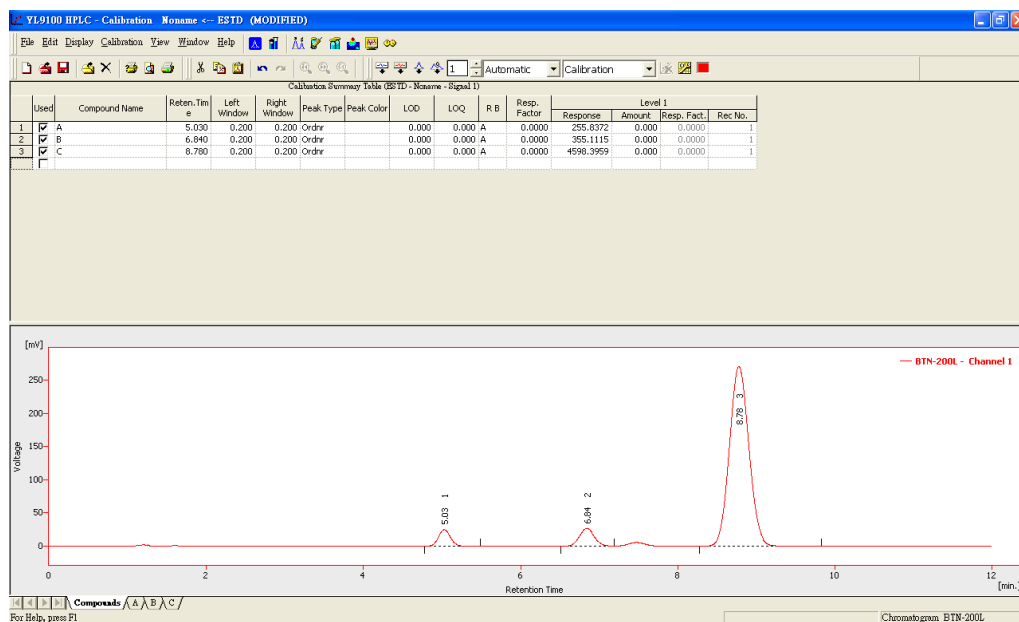 YL9100 HPLC - Calibration Noname <-- ESTD (MODIFIED)
File Edit Display Calibration View Window Help
1 Automatic Calibration
Calibration Summary Table (ESTD - Noname - Signal 1)
Used Compound Name Reten.Time Left Window Right Window Peak Type Peak Color LOD LOQ R B Resp. Factor Level 1
Response Amount Resp. Fact. Rec No.
1 A 5.030 0.200 0.200 Ordnr 0.000 0.000 A 0.0000 255.8372 0.000 0.0000 1
2 B 6.840 0.200 0.200 Ordnr 0.000 0.000 A 0.0000 355.1115 0.000 0.0000 1
3 C 8.780 0.200 0.200 Ordnr 0.000 0.000 A 0.0000 4598.3959 0.000 0.0000 1
[mV]
BTN-200L - Channel 1
250
200
150
100
50
0
Voltage
5.03 1
6.84 2
8.78 3
0 2 4 6 8 10 12
Retention Time
[min.]
Compounds A B C
For Help, press F1
Chromatogram BTN-200L